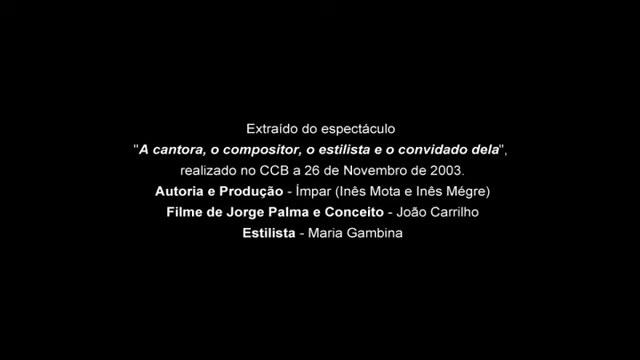 Extraído do espectáculo
"A cantora, o compositor, o estilista e o convidado dela",
realizado no CCB a 26 de Novembro de 2003.
Autoria e Produção - Ímpar (Inês Mota e Inês Mégre)
Filme de Jorge Palma e Conceito - João Carrilho
Estilista - Maria Gambina